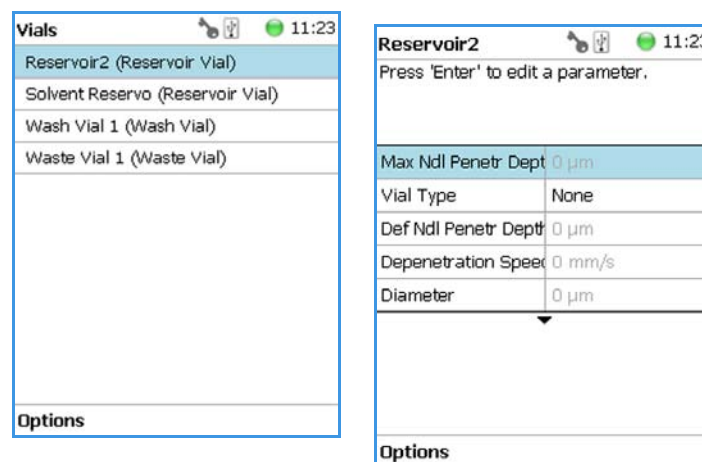 Vials 11:23
Reservoir2 (Reservoir Vial)
Solvent Reservo (Reservoir Vial)
Wash Vial 1 (Wash Vial)
Waste Vial 1 (Waste Vial)
Options
Reservoir2 11:23
Press 'Enter' to edit a parameter.
Max Ndl Penetr Dept 0 µm
Vial Type None
Def Ndl Penetr Depth 0 µm
Depenetration Speed 0 mm/s
Diameter 0 µm
Options